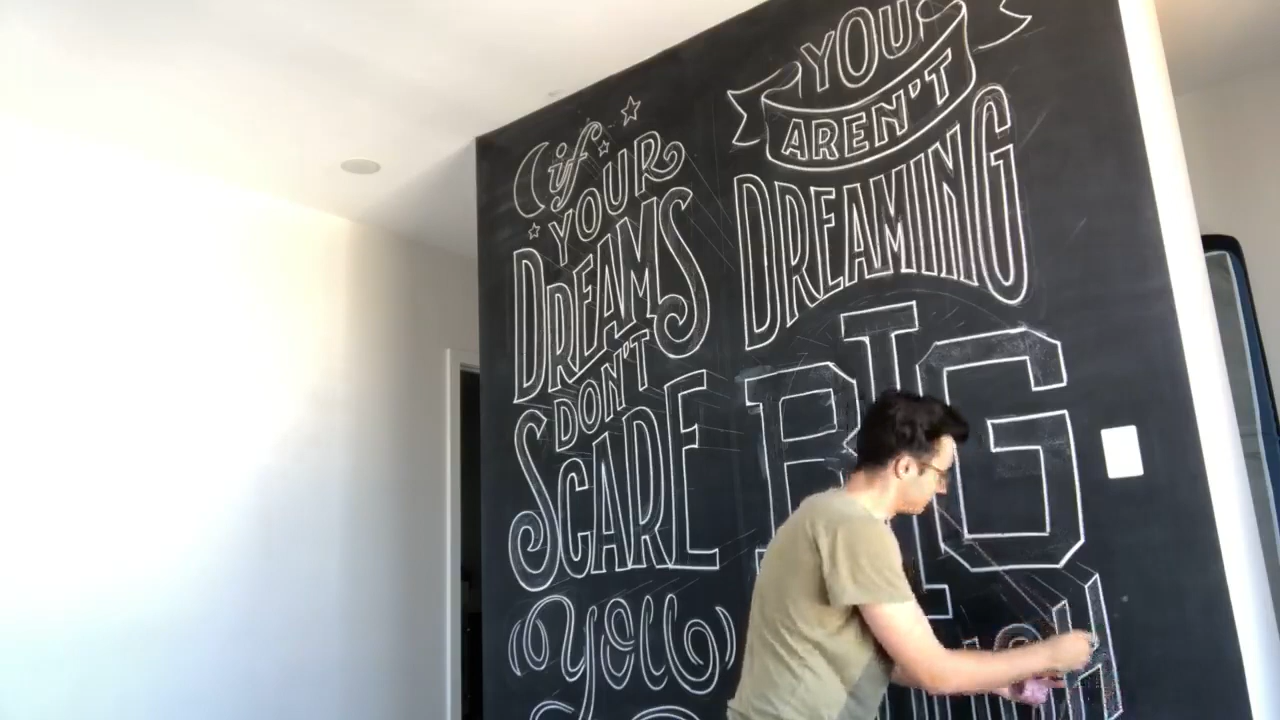 if
YOUR
DREAMS
DON'T
SCARE
YOU
YOU
AREN'T
DREAMING
BIG